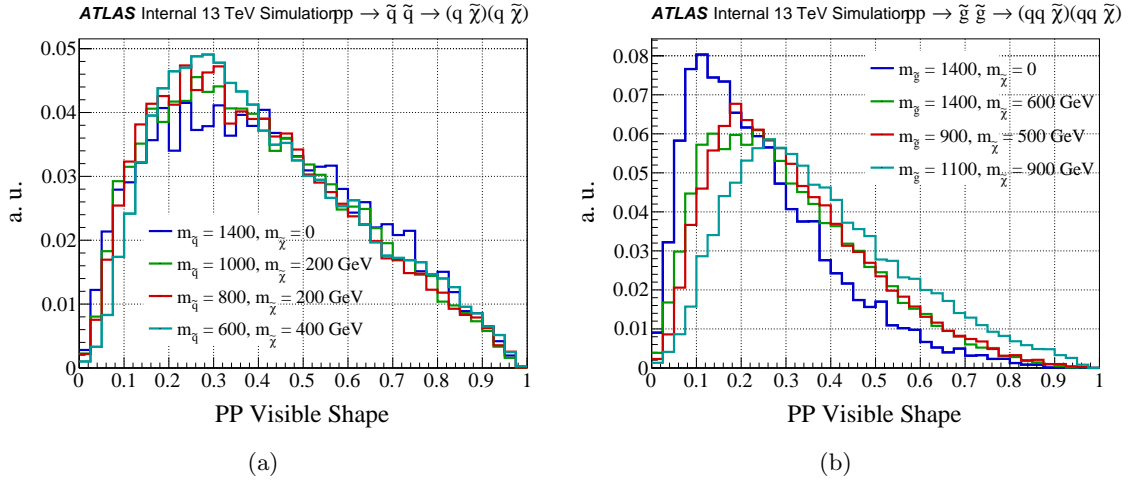 ATLAS Internal 13 TeV Simulation pp → q̃ q̃ → (q χ̃)(q χ̃)
0.05
0.04
0.03
0.02
0.01
0
a. u.
m_q̃ = 1400, m_χ̃ = 0
m_q̃ = 1000, m_χ̃ = 200 GeV
m_q̃ = 800, m_χ̃ = 200 GeV
m_q̃ = 600, m_χ̃ = 400 GeV
0 0.1 0.2 0.3 0.4 0.5 0.6 0.7 0.8 0.9 1
PP Visible Shape
(a)
ATLAS Internal 13 TeV Simulation pp → g̃ g̃ → (qq χ̃)(qq χ̃)
0.08
0.07
0.06
0.05
0.04
0.03
0.02
0.01
0
a. u.
m_g̃ = 1400, m_χ̃ = 0
m_g̃ = 1400, m_χ̃ = 600 GeV
m_g̃ = 900, m_χ̃ = 500 GeV
m_g̃ = 1100, m_χ̃ = 900 GeV
0 0.1 0.2 0.3 0.4 0.5 0.6 0.7 0.8 0.9 1
PP Visible Shape
(b)